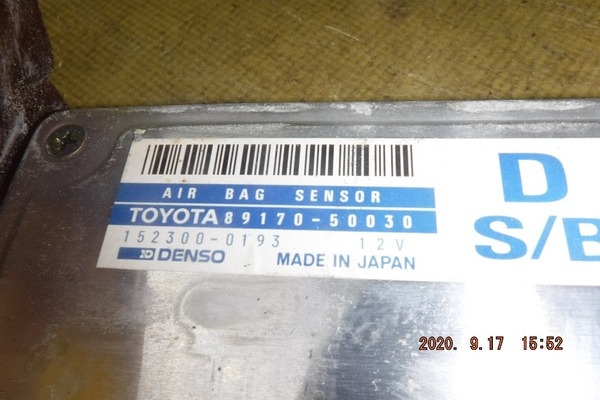 AIR BAG SENSOR
TOYOTA 89170-50030
152300-0193 12V
DENSO MADE IN JAPAN
D
S/B
2020. 9.17 15:52